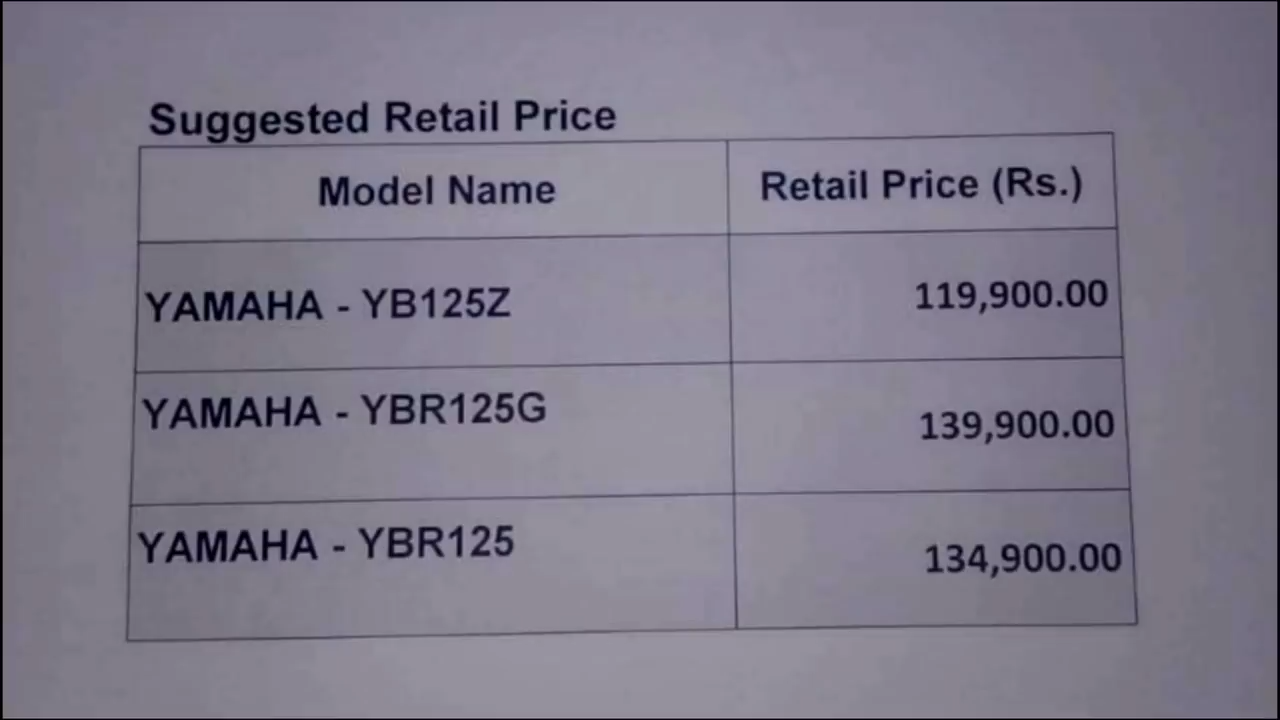 Suggested Retail Price
Model Name Retail Price (Rs.)
YAMAHA - YB125Z 119,900.00
YAMAHA - YBR125G 139,900.00
YAMAHA - YBR125 134,900.00